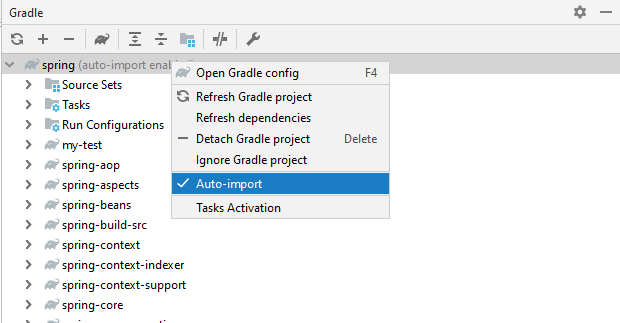 Gradle
spring (auto-import enable
Open Gradle config F4
Source Sets
Refresh Gradle project
Tasks
Refresh dependencies
Run Configurations
Detach Gradle project Delete
my-test
Ignore Gradle project
spring-aop
spring-aspects
Auto-import
spring-beans
Tasks Activation
spring-build-src
spring-context
spring-context-indexer
spring-context-support
spring-core